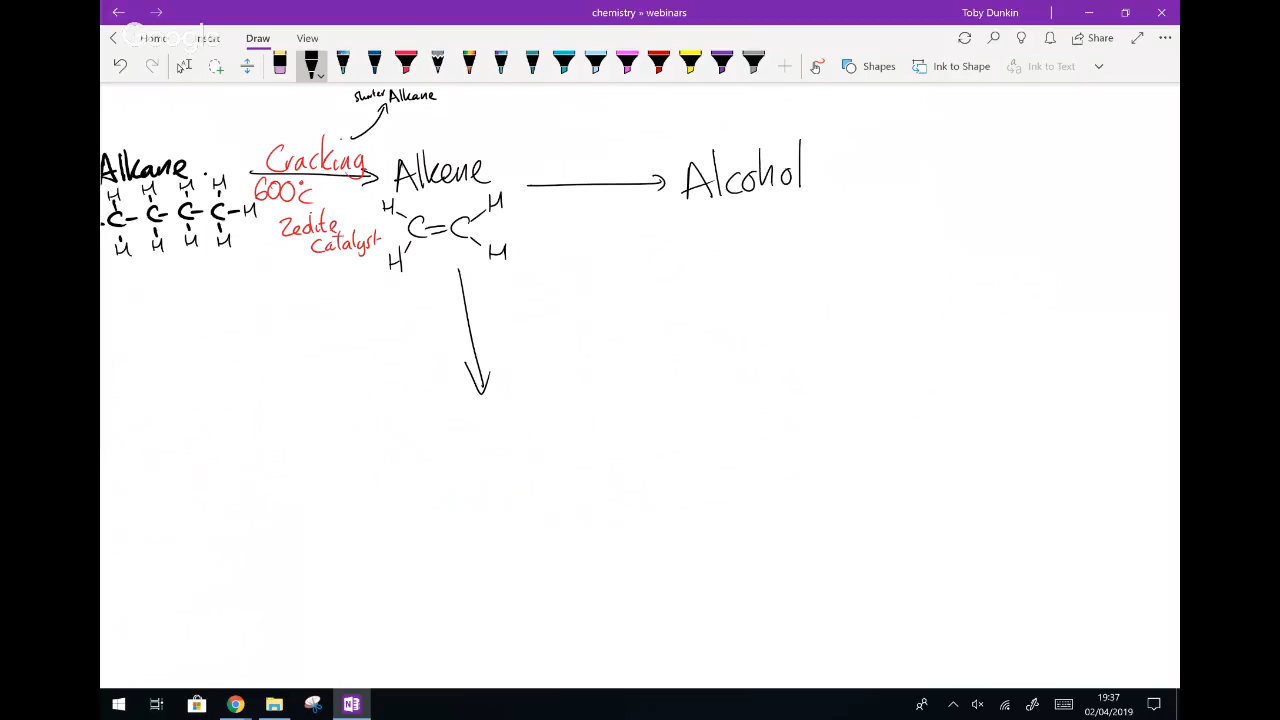 chemistry » webinars
Toby Dunkin
Google
Home
Insert
Draw
View
Share
Shapes
Ink to Shape
Ink to Text
shorter Alkane
Alkane
Cracking
Alkene
Alcohol
600°C
H H H H
C - C - C - C - H
H H H H
Zeolite
Catalyst
H H
C = C
H H
19:37
02/04/2019